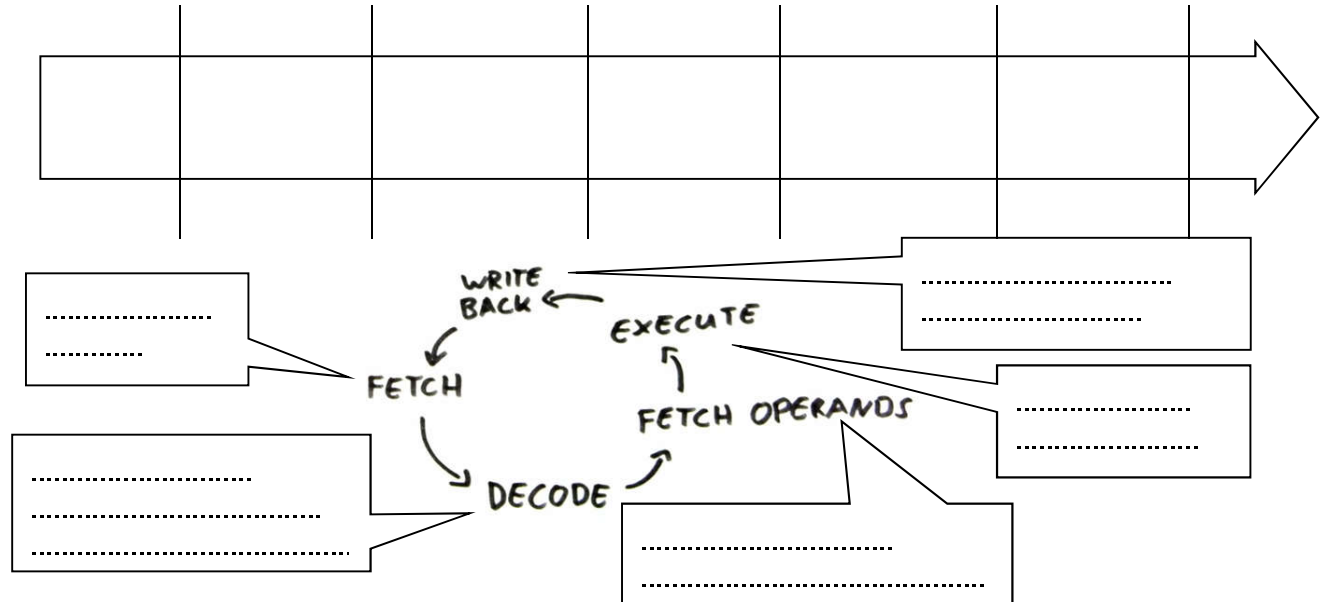 WRITE
BACK
EXECUTE
FETCH
FETCH OPERANDS
DECODE